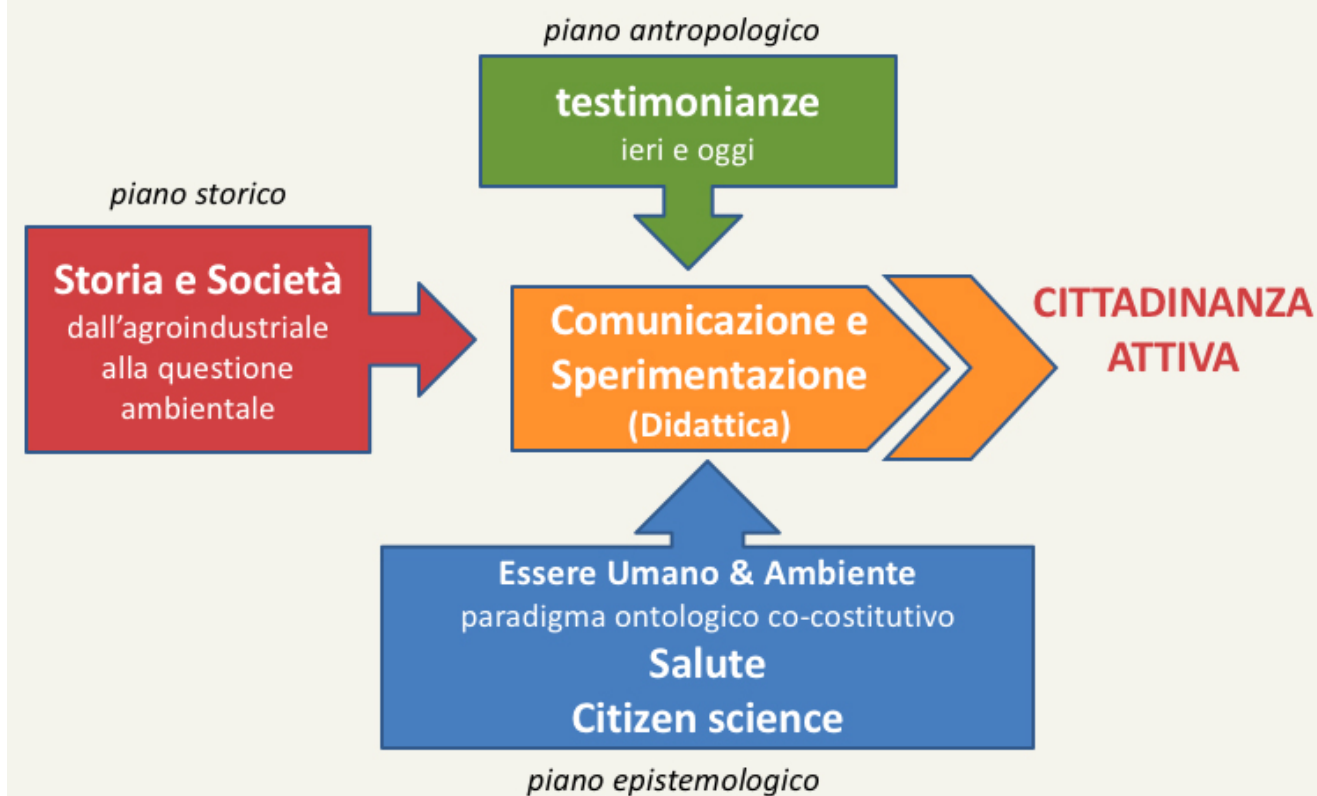 piano antropologico
testimonianze
ieri e oggi
piano storico
Storia e Società
dall’agroindustriale
alla questione
ambientale
Comunicazione e
Sperimentazione
(Didattica)
CITTADINANZA
ATTIVA
Essere Umano & Ambiente
paradigma ontologico co-costitutivo
Salute
Citizen science
piano epistemologico